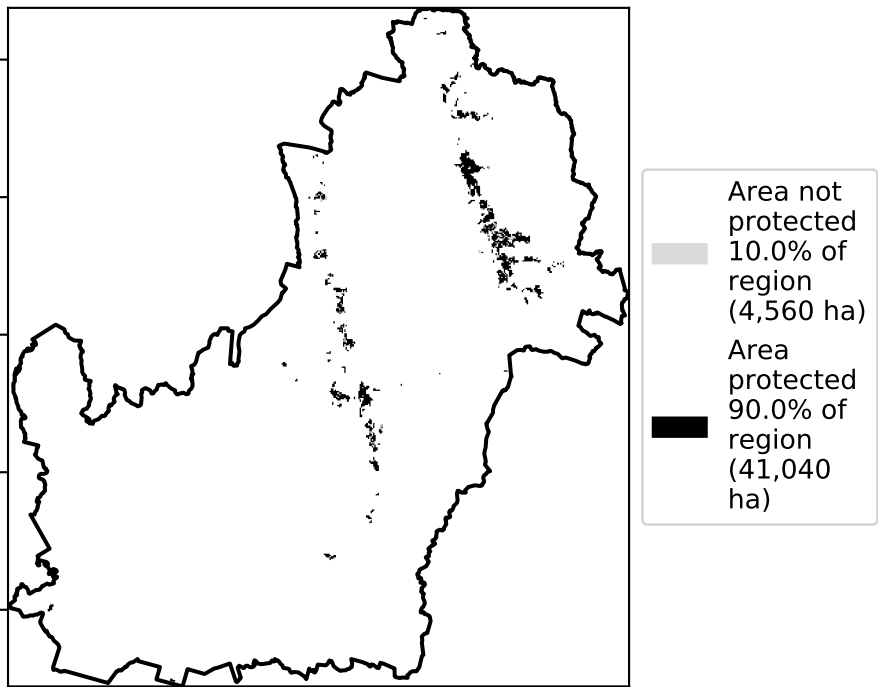 Area not
protected
10.0% of
region
(4,560 ha)
Area
protected
90.0% of
region
(41,040
ha)